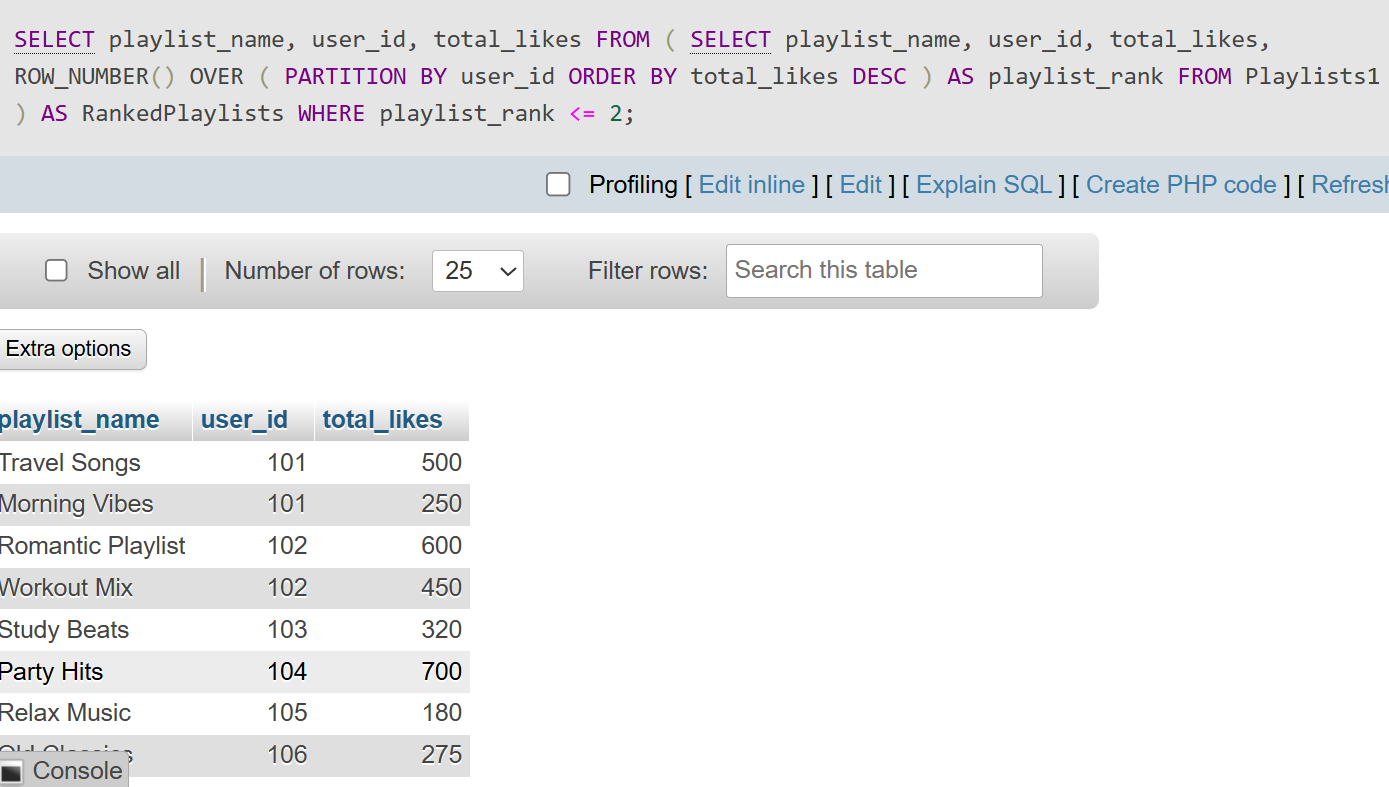 SELECT playlist_name, user_id, total_likes FROM ( SELECT playlist_name, user_id, total_likes,
ROW_NUMBER() OVER ( PARTITION BY user_id ORDER BY total_likes DESC ) AS playlist_rank FROM Playlists1
) AS RankedPlaylists WHERE playlist_rank <= 2;
Profiling [ Edit inline ] [ Edit ] [ Explain SQL ] [ Create PHP code ] [ Refresh
Show all | Number of rows: 25 Filter rows: Search this table
Extra options
playlist_name user_id total_likes
Travel Songs 101 500
Morning Vibes 101 250
Romantic Playlist 102 600
Workout Mix 102 450
Study Beats 103 320
Party Hits 104 700
Relax Music 105 180
Old Classics 106 275
Console